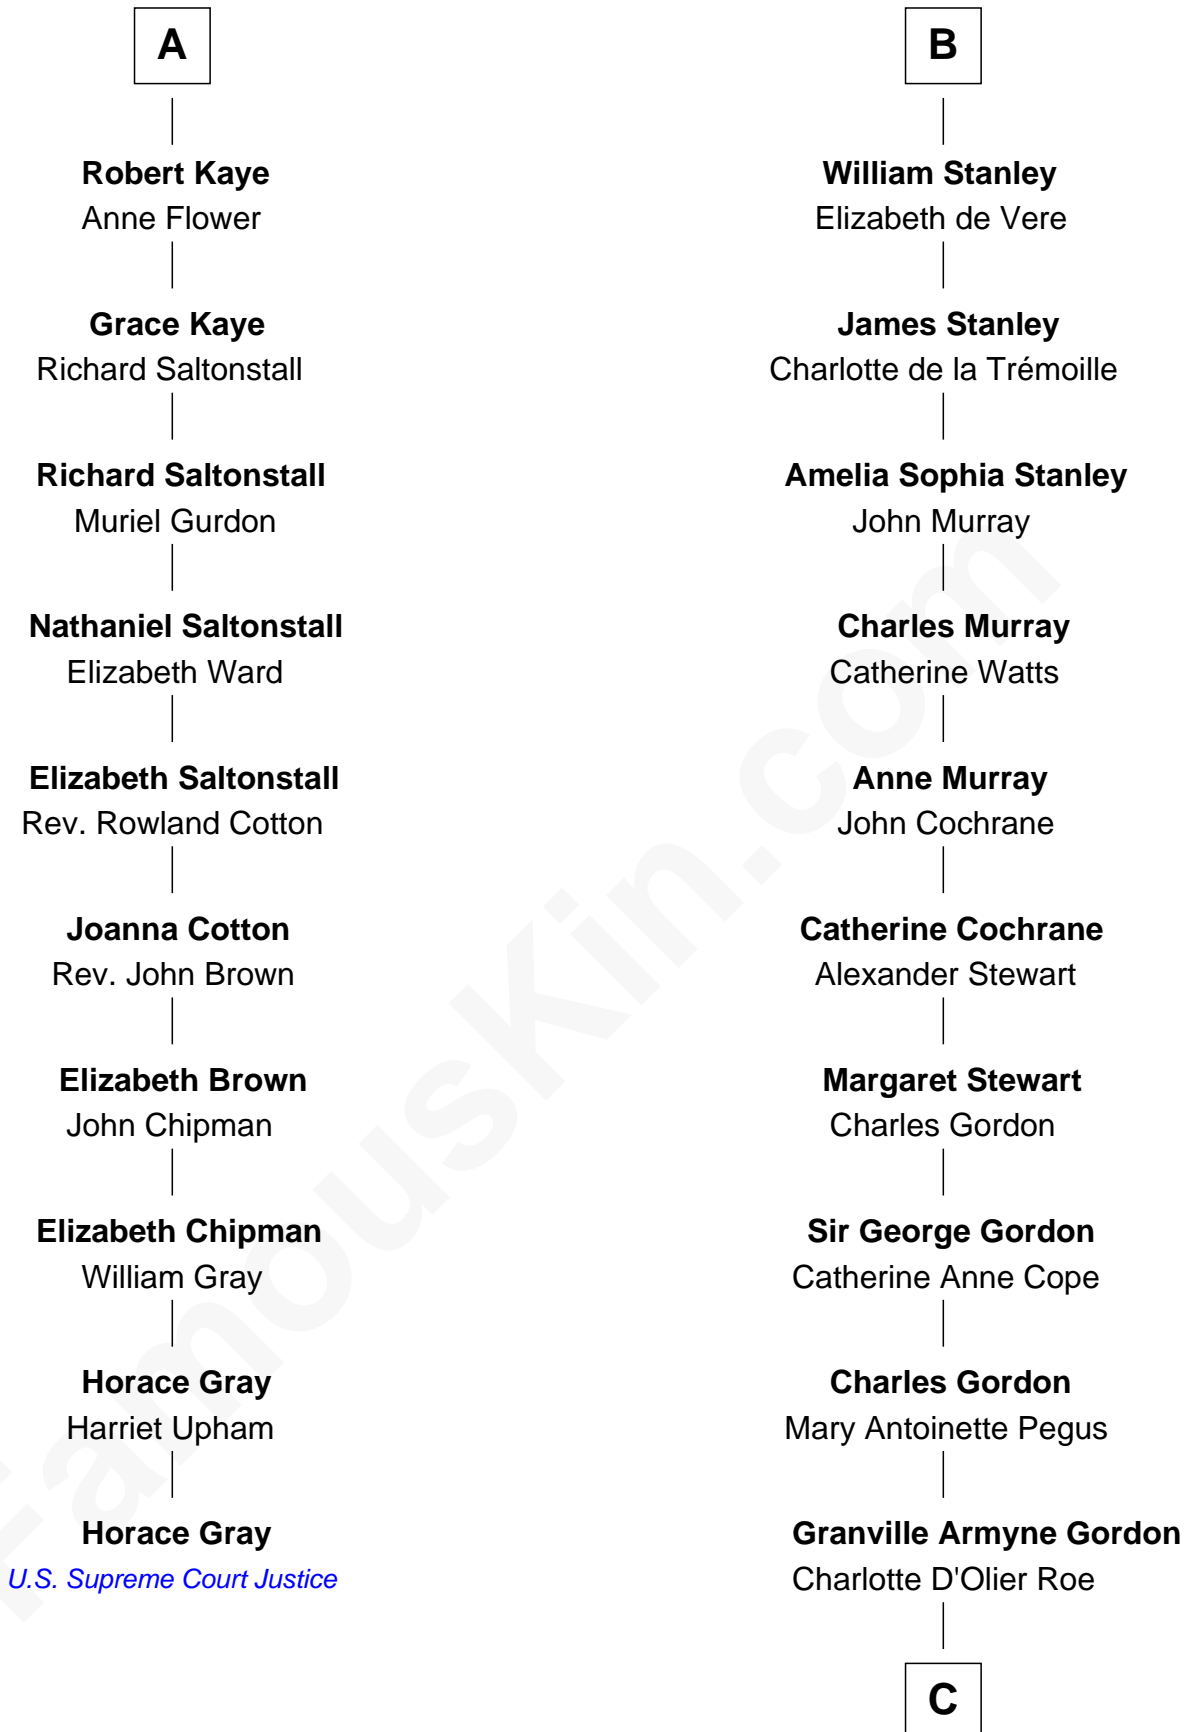 A
Robert Kaye
Anne Flower
Grace Kaye
Richard Saltonstall
Richard Saltonstall
Muriel Gurdon
Nathaniel Saltonstall
Elizabeth Ward
Elizabeth Saltonstall
Rev. Rowland Cotton
Joanna Cotton
Rev. John Brown
Elizabeth Brown
John Chipman
Elizabeth Chipman
William Gray
Horace Gray
Harriet Upham
Horace Gray
U.S. Supreme Court Justice
B
William Stanley
Elizabeth de Vere
James Stanley
Charlotte de la Trémoille
Amelia Sophia Stanley
John Murray
Charles Murray
Catherine Watts
Anne Murray
John Cochrane
Catherine Cochrane
Alexander Stewart
Margaret Stewart
Charles Gordon
Sir George Gordon
Catherine Anne Cope
Charles Gordon
Mary Antoinette Pegus
Granville Armyne Gordon
Charlotte D'Olier Roe
C
FamousKin.com